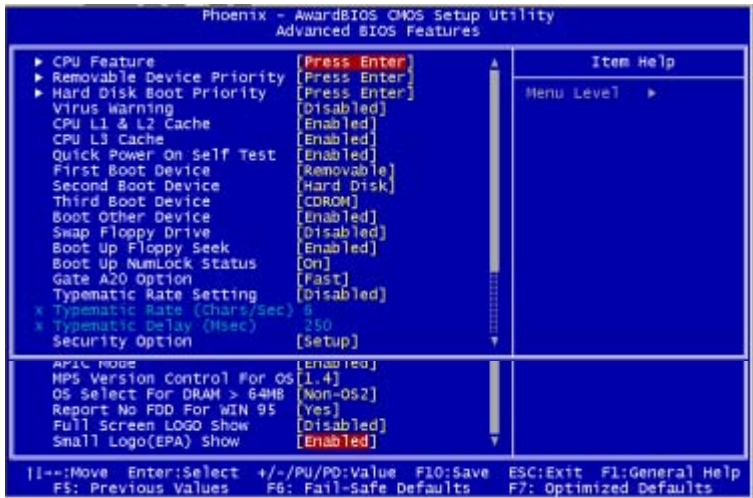 Phoenix - AwardBIOS CMOS Setup Utility
Advanced BIOS Features
► CPU Feature [Press Enter]
► Removable Device Priority [Press Enter]
► Hard Disk Boot Priority [Press Enter]
Virus Warning [Disabled]
CPU L1 & L2 Cache [Enabled]
CPU L3 Cache [Enabled]
Quick Power On Self Test [Enabled]
First Boot Device [Removable]
Second Boot Device [Hard Disk]
Third Boot Device [CDROM]
Boot Other Device [Enabled]
Swap Floppy Drive [Disabled]
Boot Up Floppy Seek [Enabled]
Boot Up NumLock Status [On]
Gate A20 Option [Fast]
Typematic Rate Setting [Disabled]
x Typematic Rate (Chars/Sec) 6
x Typematic Delay (Msec) 250
Security Option [Setup]
APIC Mode [Enabled]
MPS Version Control For OS[1.4]
OS Select For DRAM > 64MB [Non-OS2]
Report No FDD For WIN 95 [Yes]
Full Screen LOGO Show [Disabled]
Small Logo(EPA) Show [Enabled]
Item Help
Menu Level ►
:Move Enter:Select +/-/PU/PD:Value F10:Save ESC:Exit F1:General Help
F5: Previous Values F6: Fail-Safe Defaults F7: Optimized Defaults